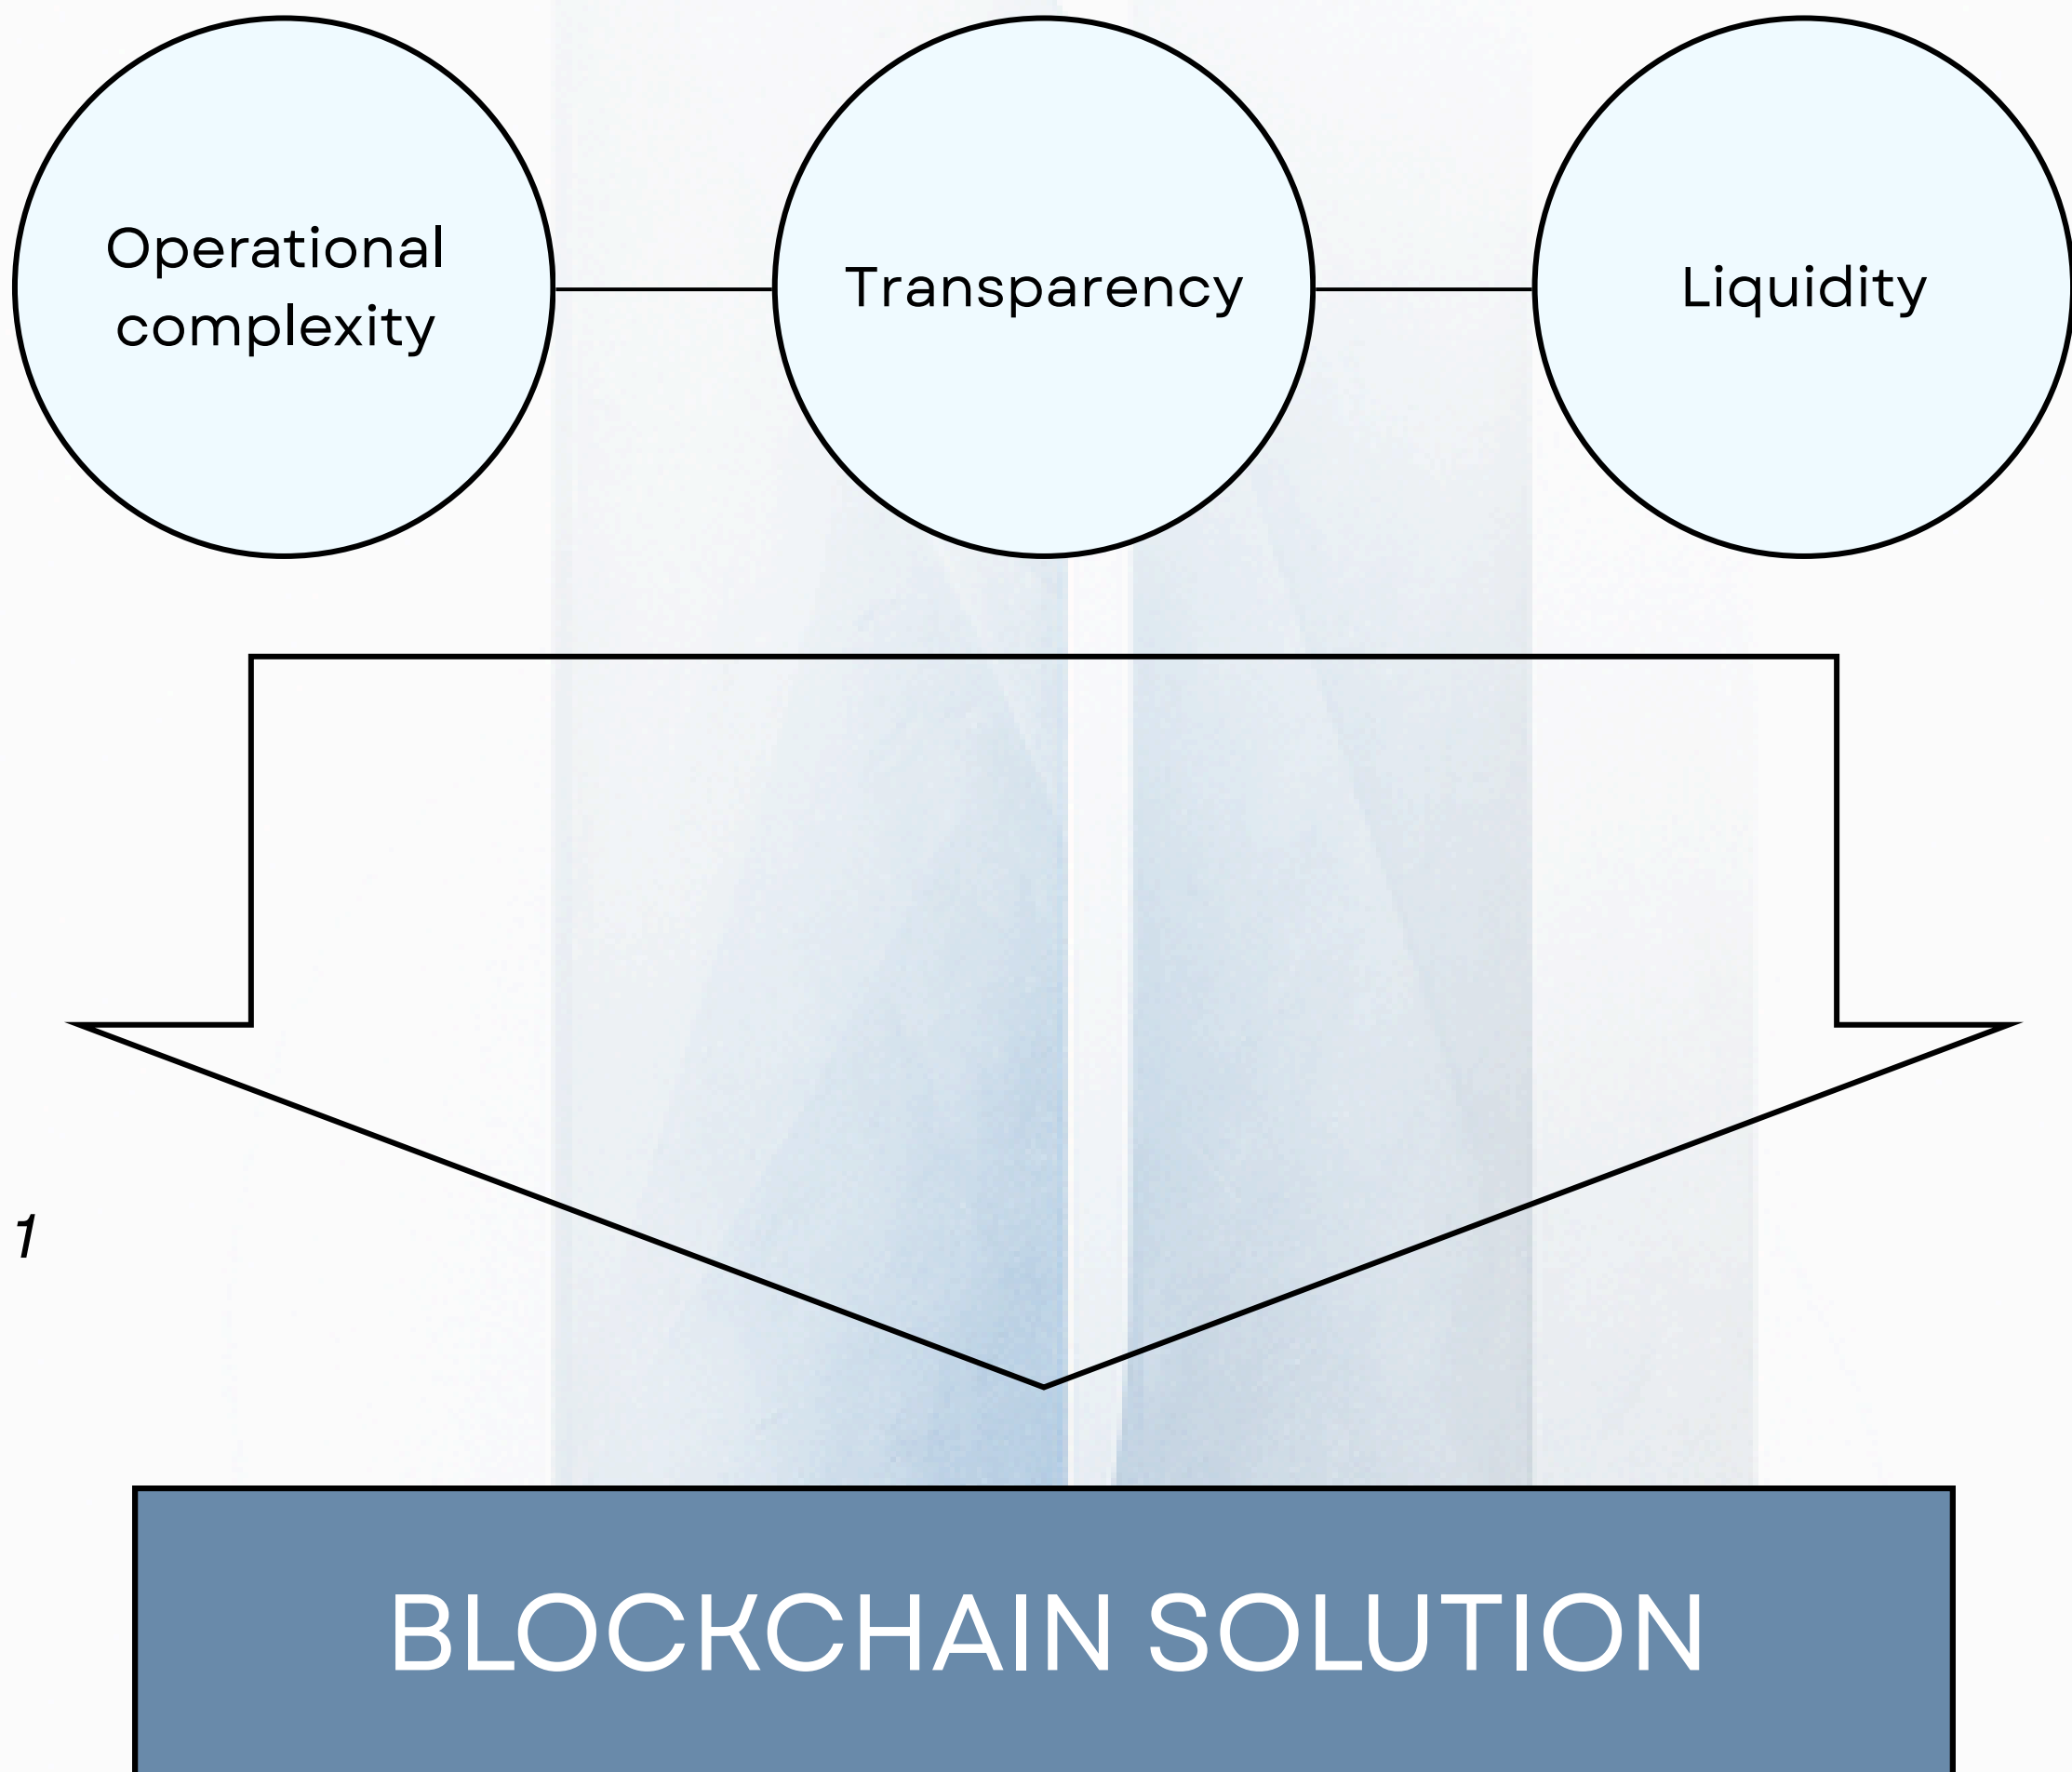 Operational
complexity
Transparency
Liquidity
1
BLOCKCHAIN SOLUTION